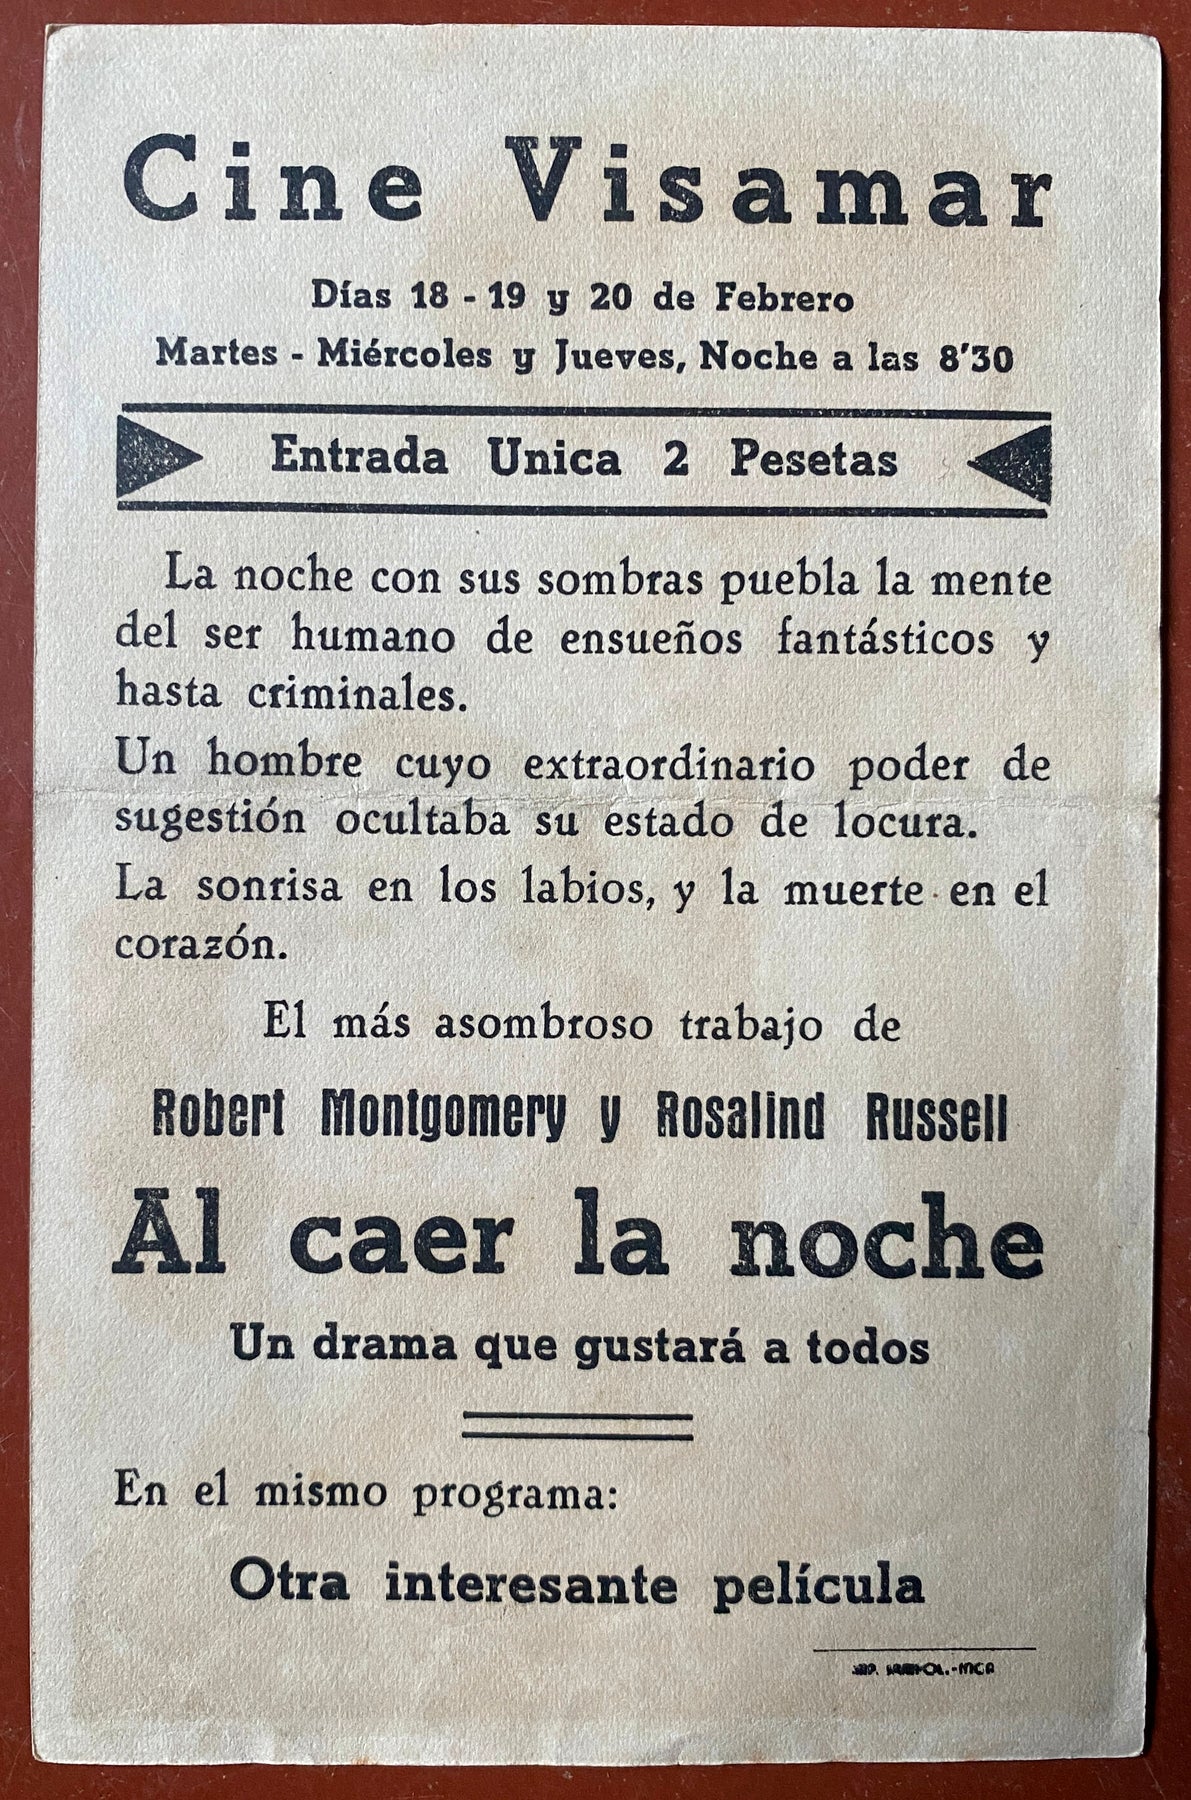 Cine Visamar
Días 18 - 19 y 20 de Febrero
Martes - Miércoles y Jueves, Noche a las 8'30
Entrada Unica 2 Pesetas
La noche con sus sombras puebla la mente
del ser humano de ensueños fantásticos y
hasta criminales.
Un hombre cuyo extraordinario poder de
sugestión ocultaba su estado de locura.
La sonrisa en los labios, y la muerte en el
corazón.
El más asombroso trabajo de
Robert Montgomery y Rosalind Russell
Al caer la noche
Un drama que gustará a todos
En el mismo programa:
Otra interesante película